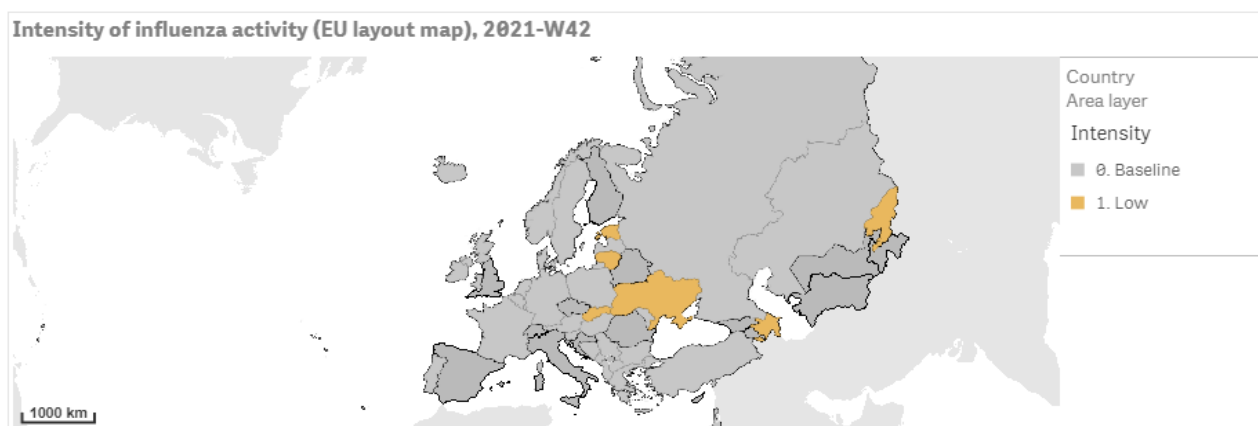 Intensity of influenza activity (EU layout map), 2021-W42
Country
Area layer
Intensity
0. Baseline
1. Low
1000 km